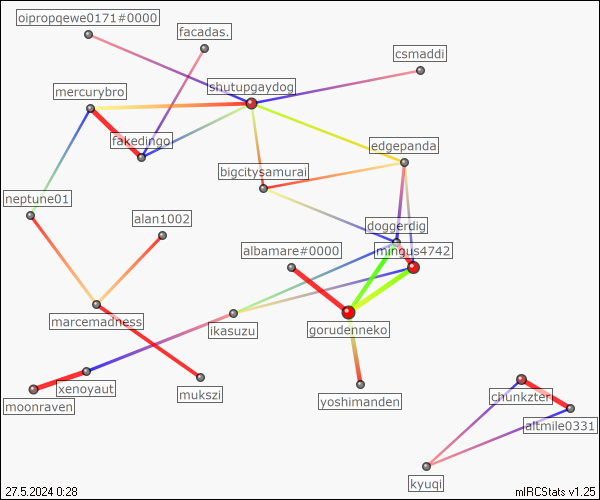 oipropqewe0171#0000
facadas.
csmaddi
shutupgaydog
mercurybro
fakedingo
edgepanda
bigcitysamurai
neptune01
alan1002
doggerdig
albamare#0000
mingus4742
marcemadness
ikasuzu
gorudenneko
xenoyaut
mukszi
yoshimanden
chunkzter
moonraven
altmile0331
kyuqi
27.5.2024 0:28
mIRCStats v1.25